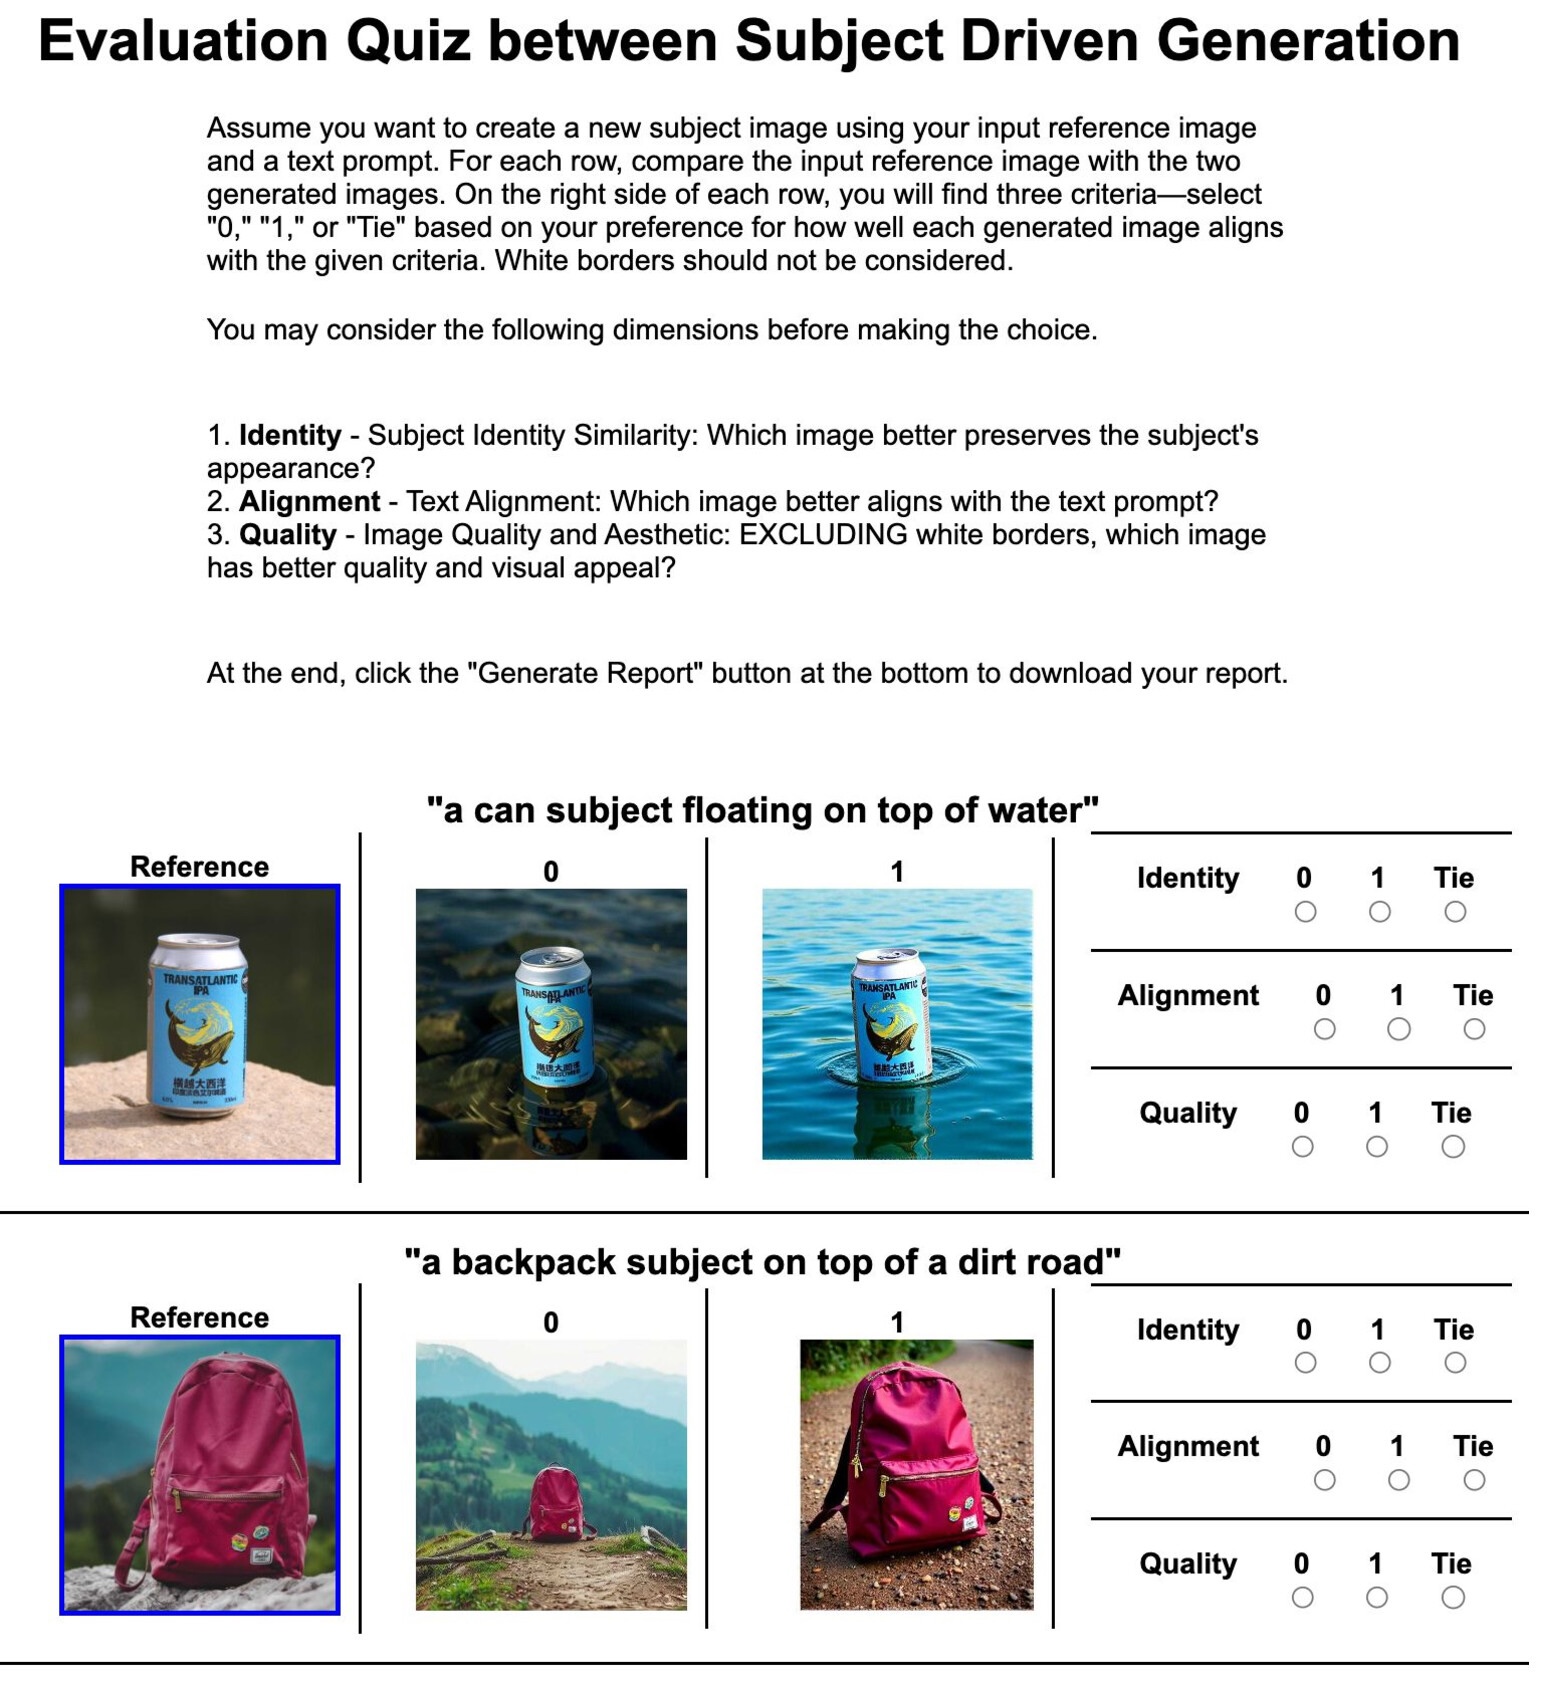 Evaluation Quiz between Subject Driven Generation
Assume you want to create a new subject image using your input reference image
and a text prompt. For each row, compare the input reference image with the two
generated images. On the right side of each row, you will find three criteria—select
"0," "1," or "Tie" based on your preference for how well each generated image aligns
with the given criteria. White borders should not be considered.
You may consider the following dimensions before making the choice.
1. Identity - Subject Identity Similarity: Which image better preserves the subject's
appearance?
2. Alignment - Text Alignment: Which image better aligns with the text prompt?
3. Quality - Image Quality and Aesthetic: EXCLUDING white borders, which image
has better quality and visual appeal?
At the end, click the "Generate Report" button at the bottom to download your report.
"a can subject floating on top of water"
Reference
TRANSATLANTIC
IPA
橫越大西洋
0
TRANSATLANTIC
IPA
1
TRANSATLANTIC
IPA
Identity 0 1 Tie
Alignment 0 1 Tie
Quality 0 1 Tie
"a backpack subject on top of a dirt road"
Reference
0
1
Identity 0 1 Tie
Alignment 0 1 Tie
Quality 0 1 Tie